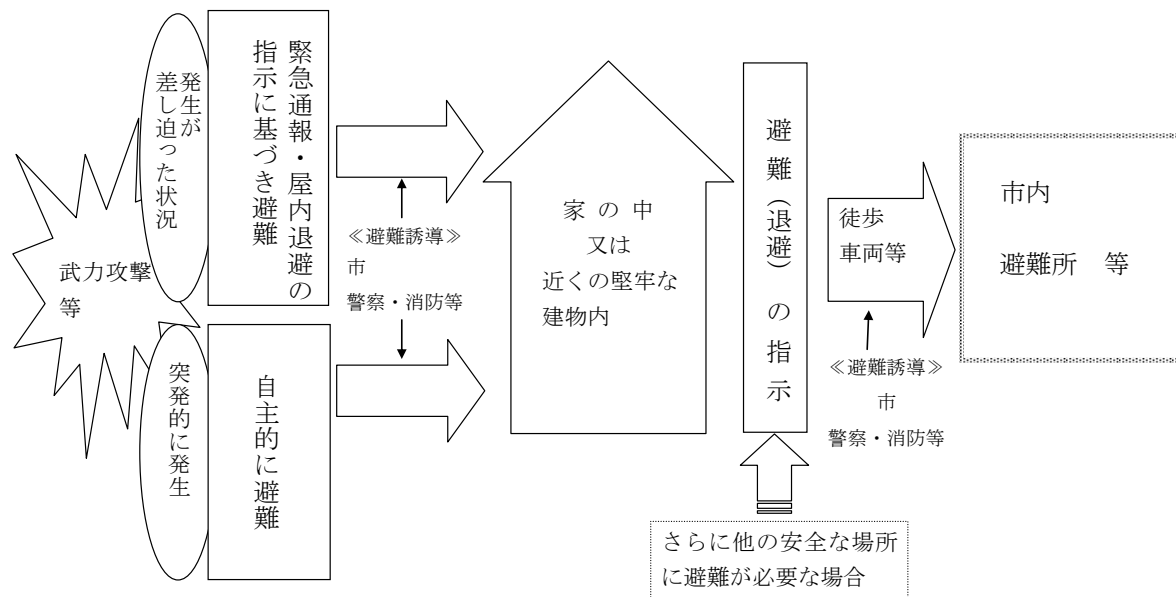 武力攻撃
等
発生が
差し迫った状況
緊急通報・屋内退避の
指示に基づき避難
突発的に発生
自主的に避難
≪避難誘導≫
市
警察・消防等
家の中
又は
近くの堅牢な
建物内
避難(退避)の指示
さらに他の安全な場所
に避難が必要な場合
徒歩
車両等
≪避難誘導≫
市
警察・消防等
市内
避難所 等